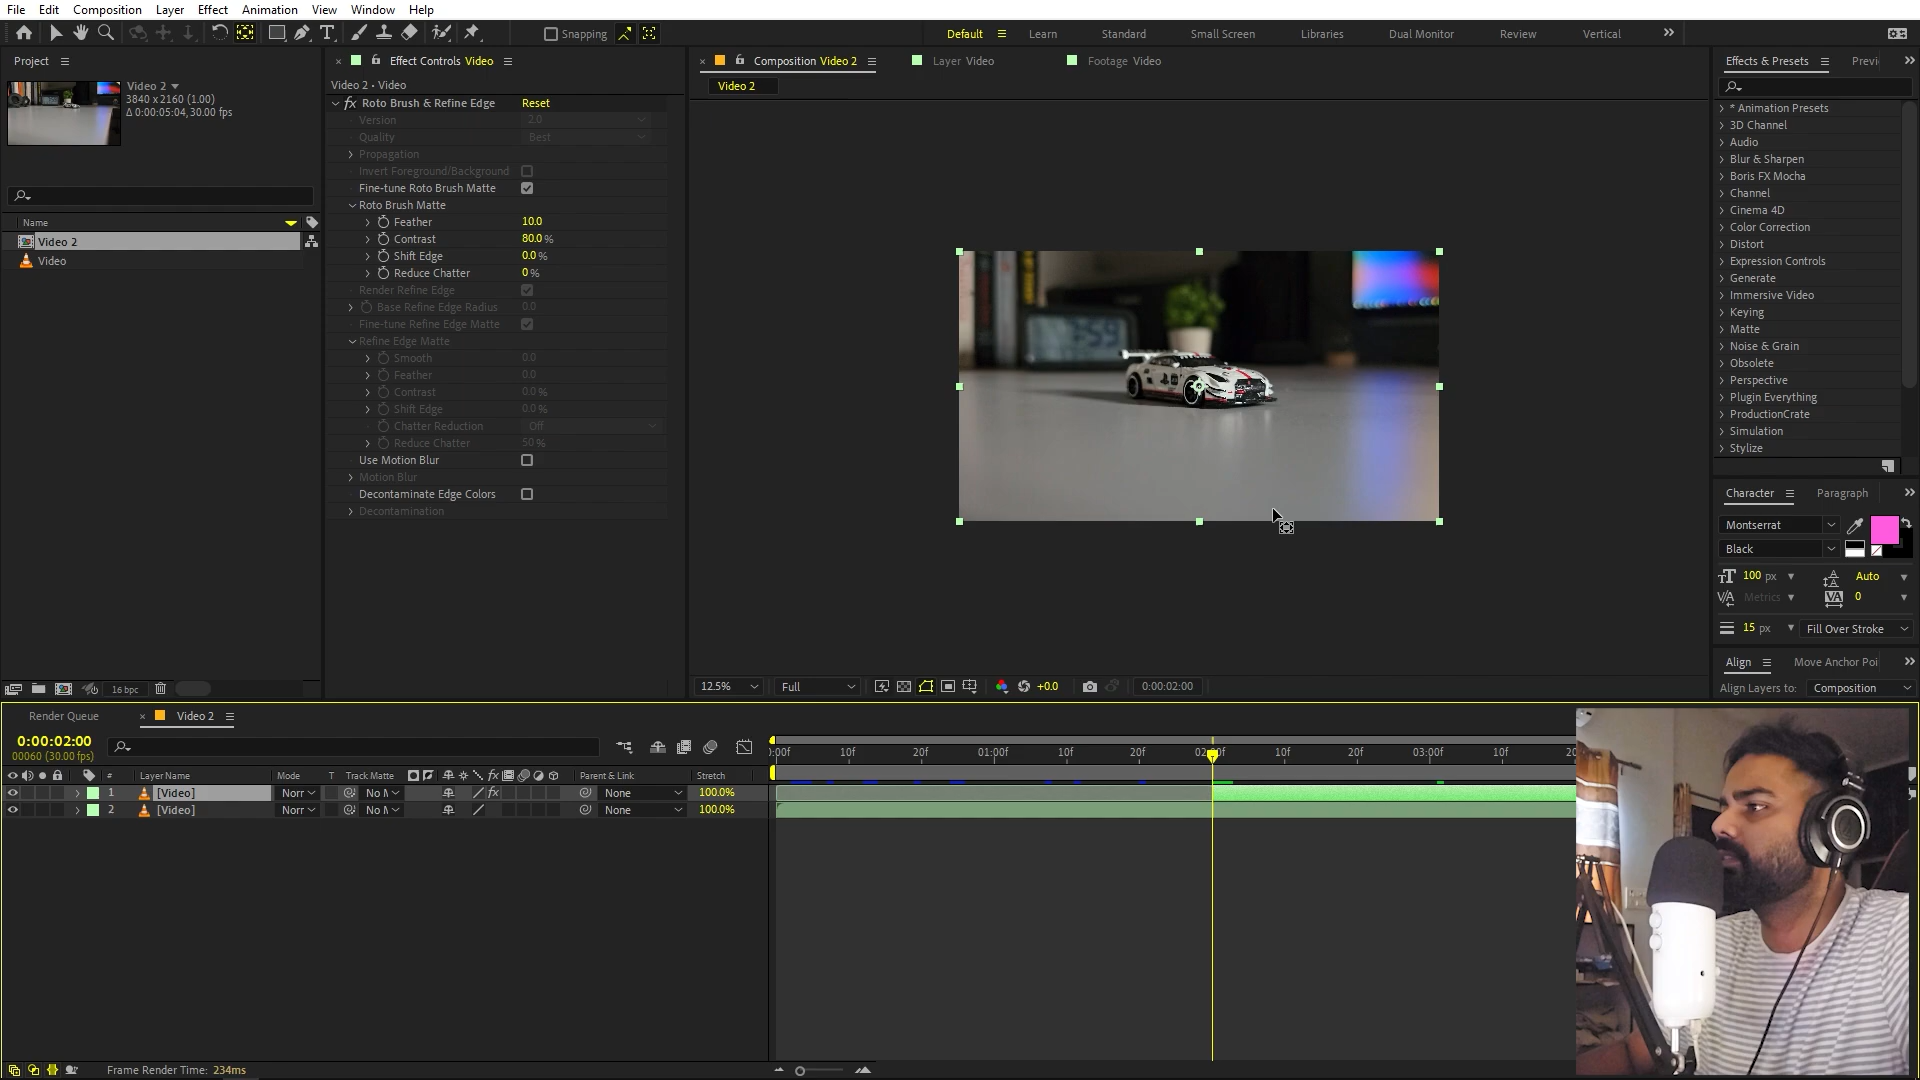 File Edit Composition Layer Effect Animation View Window Help
Snapping
Default Learn Standard Small Screen Libraries Dual Monitor Review Vertical
Project
Video 2
3840 x 2160 (1.00)
Δ 0:00:05:04, 30.00 fps
Name
Video 2
Video
16 bpc
Effect Controls Video
Video 2 • Video
fx Roto Brush & Refine Edge Reset
Version 2.0
Quality Best
Propagation
Invert Foreground/Background
Fine-tune Roto Brush Matte
Roto Brush Matte
Feather 10.0
Contrast 80.0 %
Shift Edge 0.0 %
Reduce Chatter 0 %
Render Refine Edge
Base Refine Edge Radius 0.0
Fine-tune Refine Edge Matte
Refine Edge Matte
Smooth 0.0
Feather 0.0
Contrast 0.0 %
Shift Edge 0.0 %
Chatter Reduction Off
Reduce Chatter 50 %
Use Motion Blur
Motion Blur
Decontaminate Edge Colors
Decontamination
Composition Video 2 Layer Video Footage Video
Video 2
12.5% Full +0.0 0:00:02:00
Effects & Presets Previ
* Animation Presets
3D Channel
Audio
Blur & Sharpen
Boris FX Mocha
Channel
Cinema 4D
Color Correction
Distort
Expression Controls
Generate
Immersive Video
Keying
Matte
Noise & Grain
Obsolete
Perspective
Plugin Everything
ProductionCrate
Simulation
Stylize
Character Paragraph
Montserrat
Black
100 px Auto
Metrics 0
15 px Fill Over Stroke
Align Move Anchor Poi
Align Layers to: Composition
Render Queue Video 2
0:00:02:00
00060 (30.00 fps)
):00f 10f 20f 01:00f 10f 20f 02:00f 10f 20f 03:00f 10f 20
# Layer Name Mode T Track Matte Parent & Link Stretch
1 [Video] Norr No M fx None 100.0%
2 [Video] Norr No M None 100.0%
Frame Render Time: 234ms